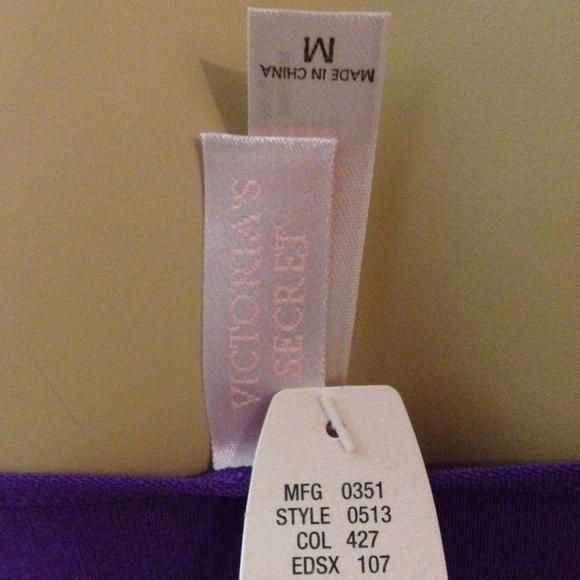 M
MADE IN CHINA
VICTORIA'S
SECRET
MFG 0351
STYLE 0513
COL 427
EDSX 107